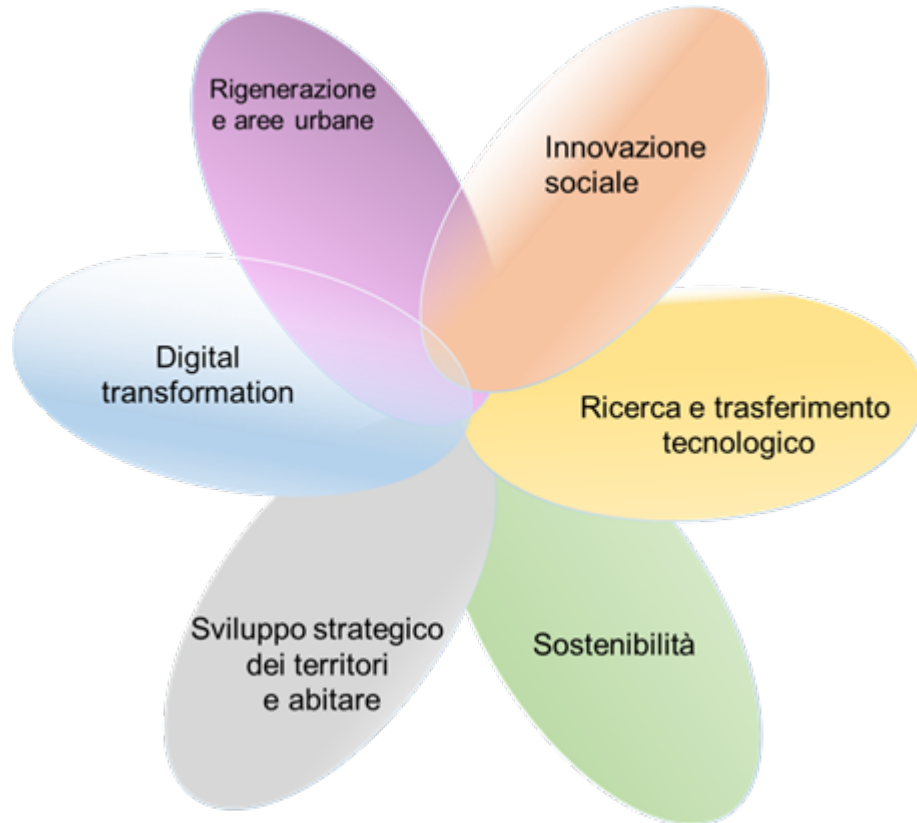 Rigenerazione
e aree urbane
Innovazione
sociale
Digital
transformation
Ricerca e trasferimento
tecnologico
Sviluppo strategico
dei territori
e abitare
Sostenibilità